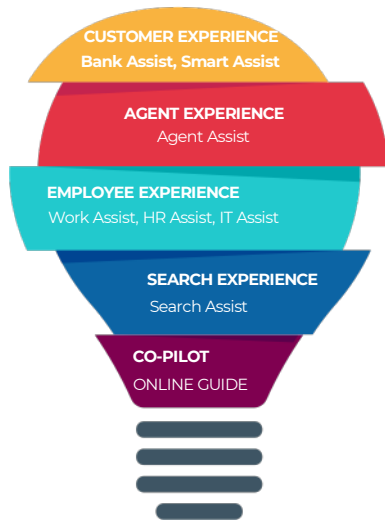 CUSTOMER EXPERIENCE
Bank Assist, Smart Assist
AGENT EXPERIENCE
Agent Assist
EMPLOYEE EXPERIENCE
Work Assist, HR Assist, IT Assist
SEARCH EXPERIENCE
Search Assist
CO-PILOT
ONLINE GUIDE